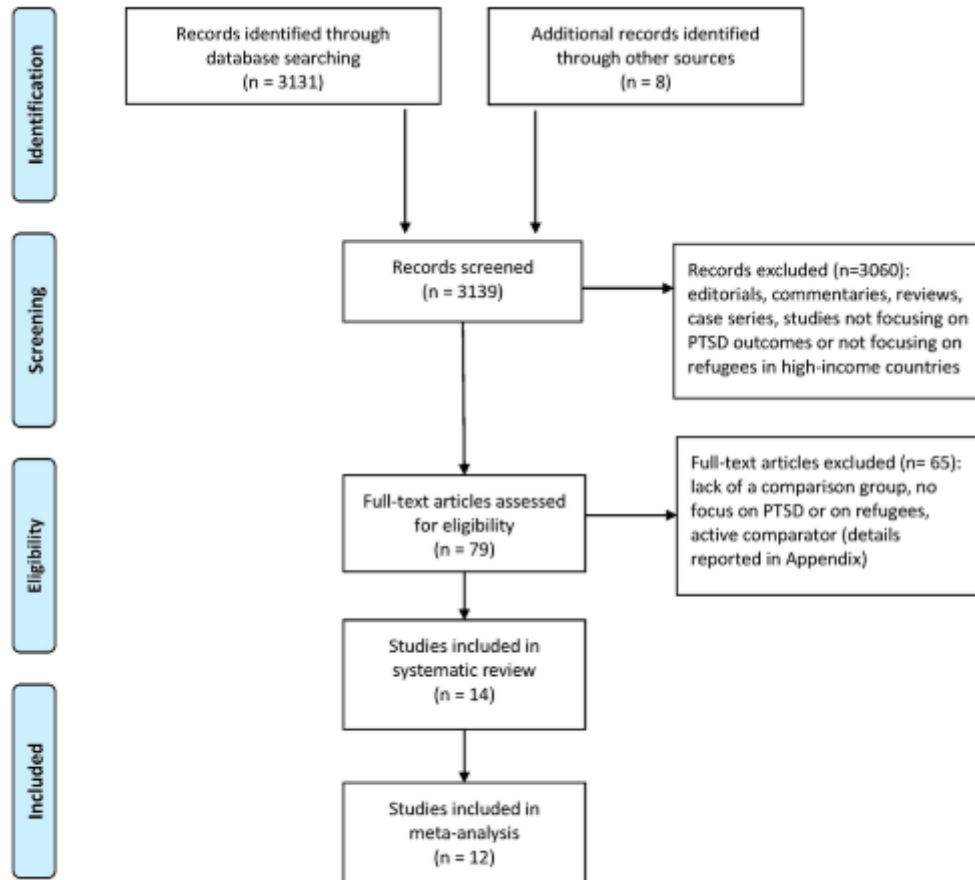 Identification
Records identified through
database searching
(n = 3131)
Additional records identified
through other sources
(n = 8)
Screening
Records screened
(n = 3139)
Records excluded (n=3060):
editorials, commentaries, reviews,
case series, studies not focusing on
PTSD outcomes or not focusing on
refugees in high-income countries
Eligibility
Full-text articles assessed
for eligibility
(n = 79)
Full-text articles excluded (n= 65):
lack of a comparison group, no
focus on PTSD or on refugees,
active comparator (details
reported in Appendix)
Studies included in
systematic review
(n = 14)
Included
Studies included in
meta-analysis
(n = 12)